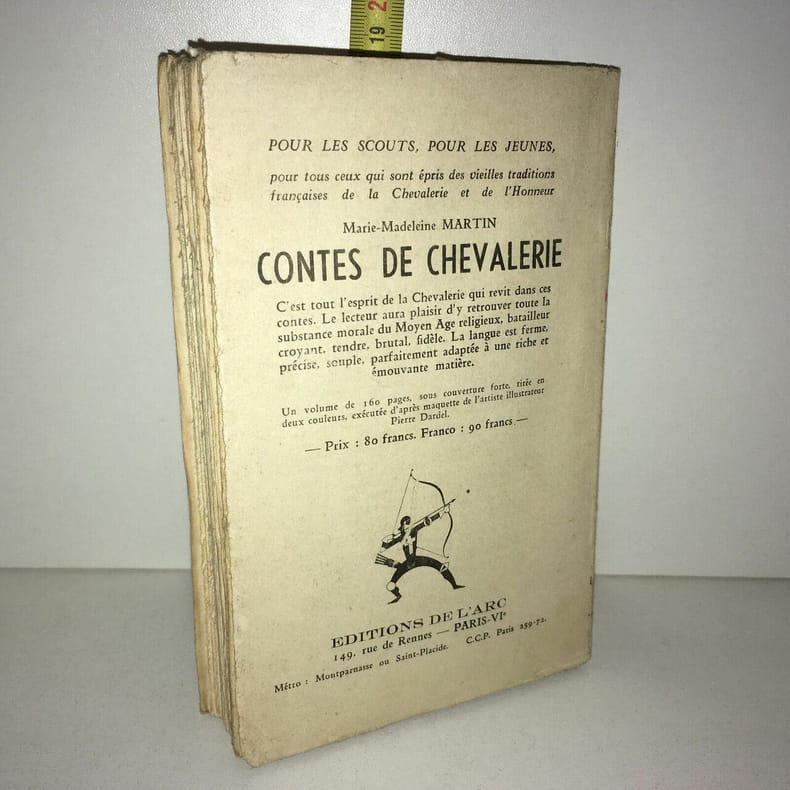 19
2
POUR LES SCOUTS, POUR LES JEUNES,
pour tous ceux qui sont épris des vieilles traditions
françaises de la Chevalerie et de l'Honneur
Marie-Madeleine MARTIN
CONTES DE CHEVALERIE
C'est tout l'esprit de la Chevalerie qui revit dans ces
contes. Le lecteur aura plaisir d'y retrouver toute la
substance morale du Moyen Age religieux, batailleur
croyant, tendre, brutal, fidèle. La langue est ferme,
précise, souple, parfaitement adaptée à une riche et
émouvante matière.
Un volume de 160 pages, sous couverture forte, tirée en
deux couleurs, exécutée d'après maquette de l'artiste illustrateur
Pierre Dardel.
— Prix : 80 francs. Franco : 90 francs —
EDITIONS DE L'ARC
149, rue de Rennes — PARIS-VIe
Métro : Montparnasse ou Saint-Placide. C.C.P. Paris 259-72.